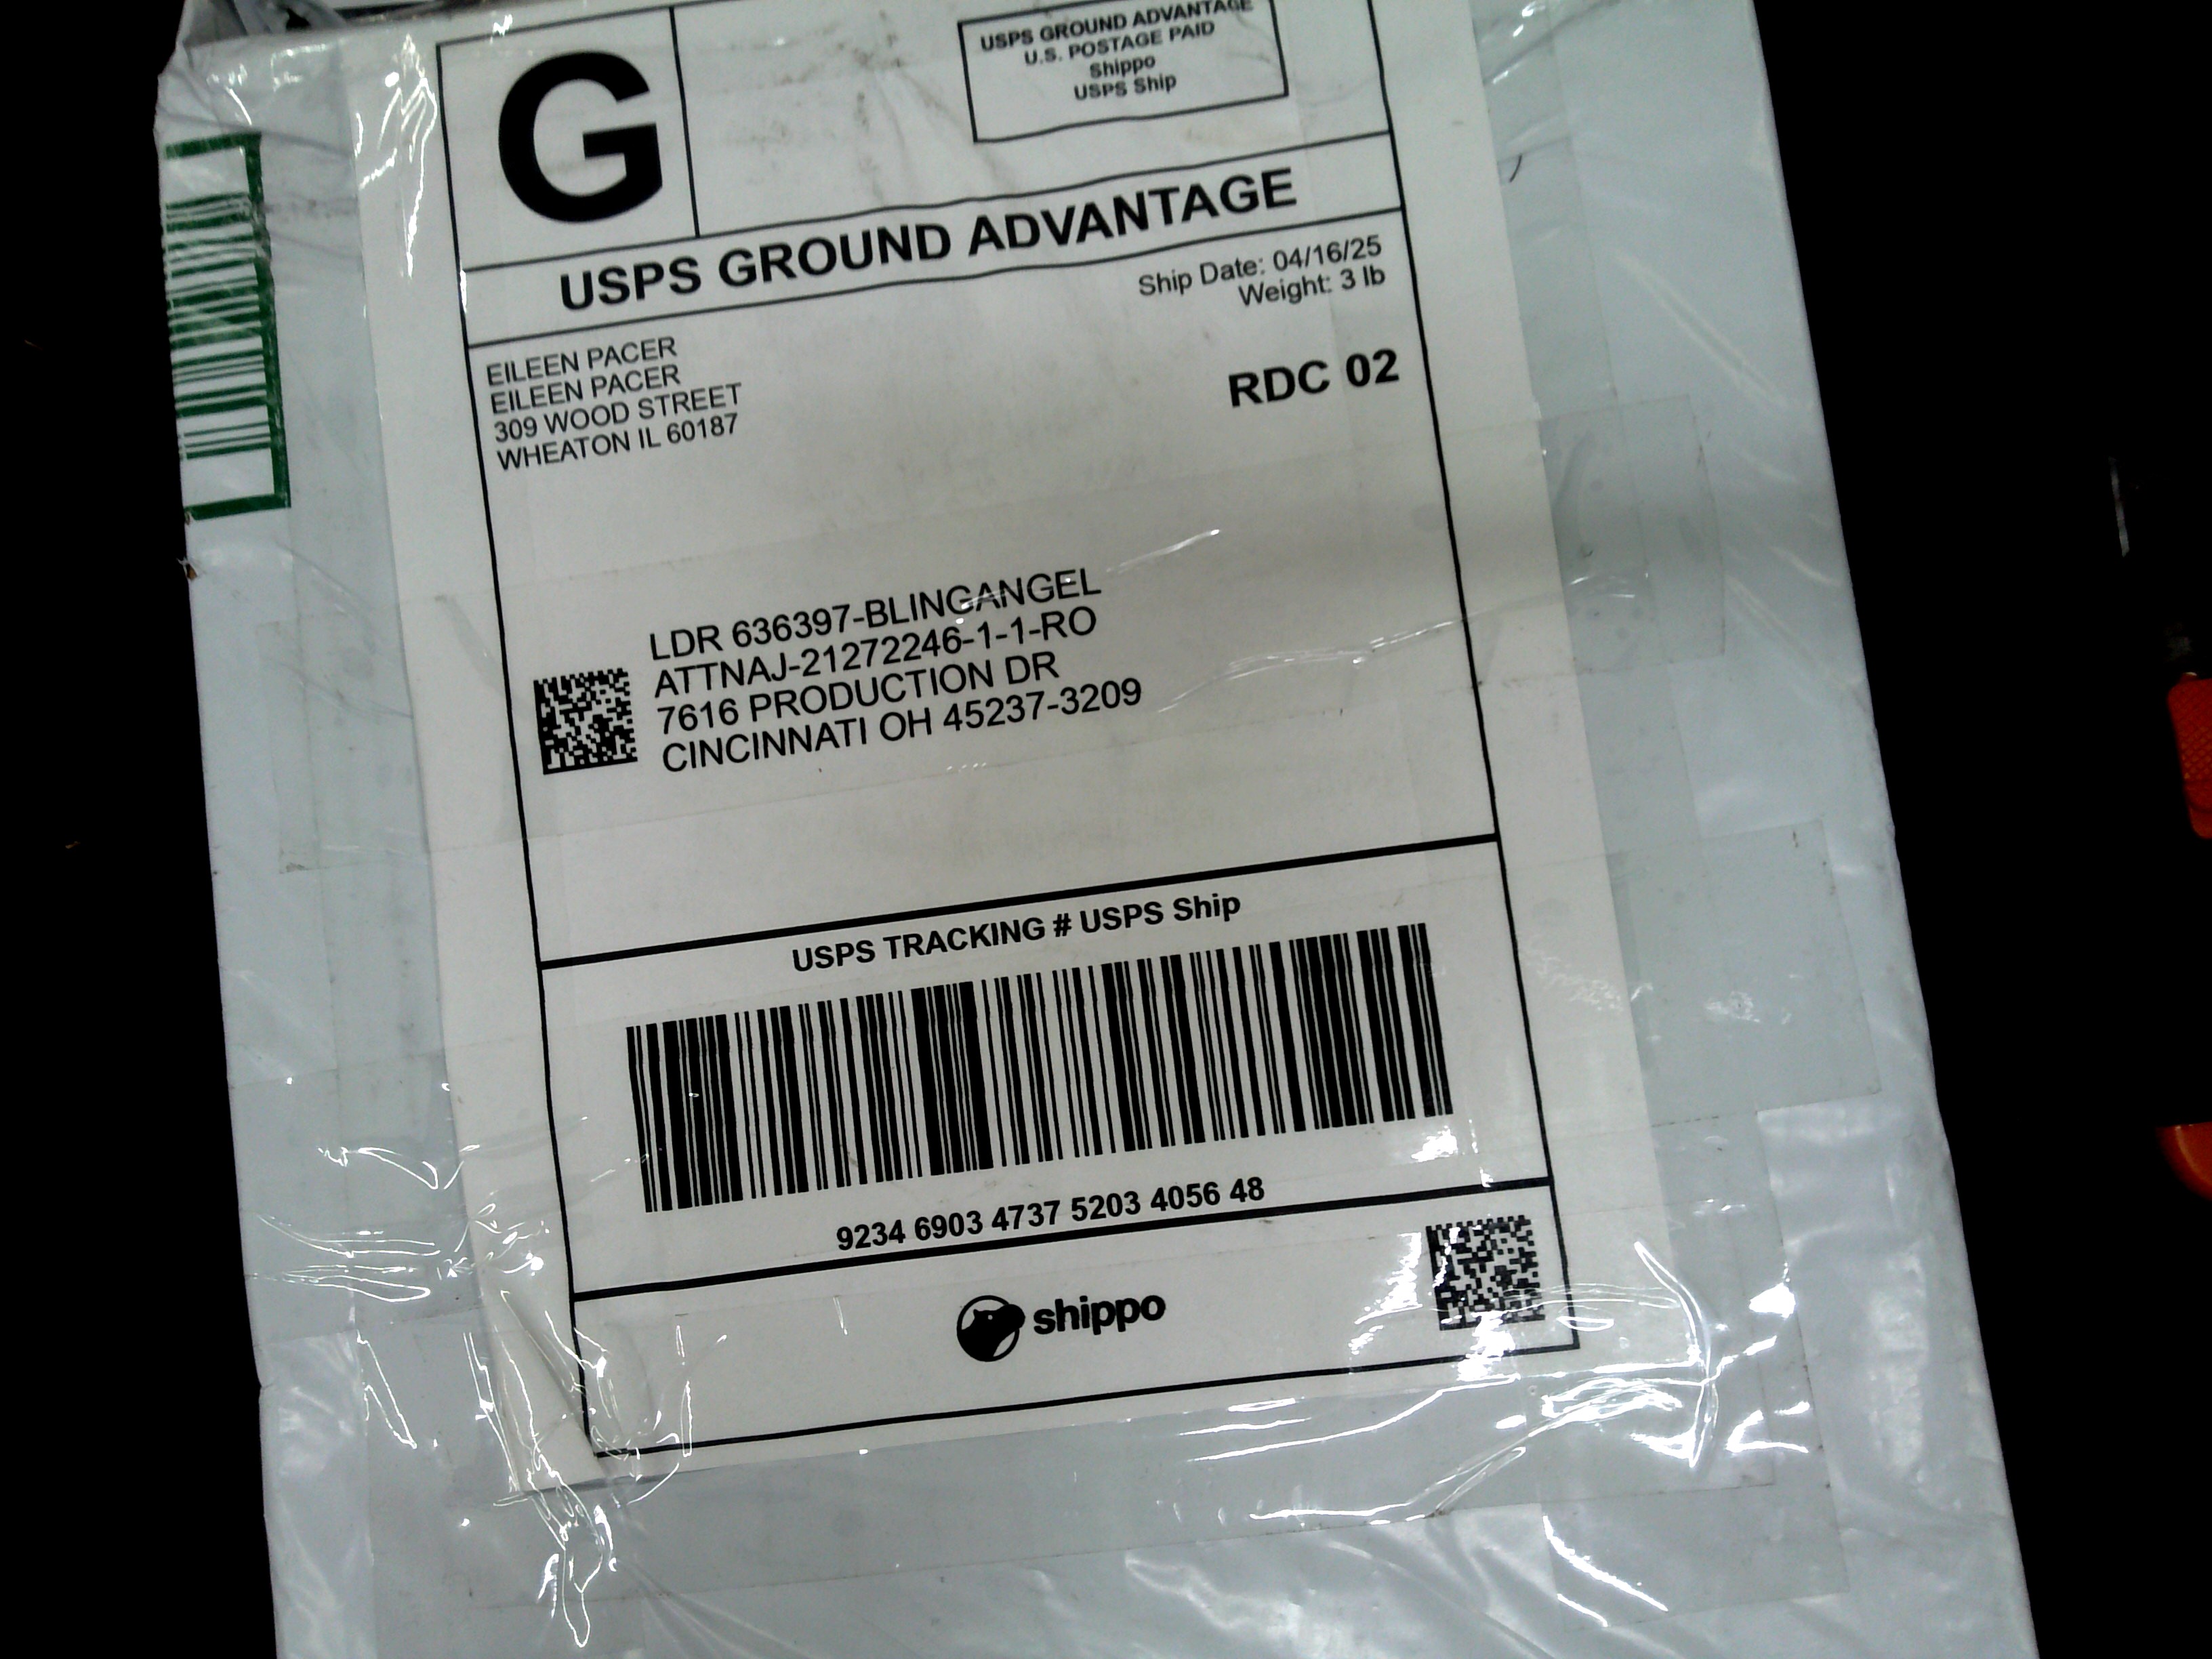 G
USPS GROUND ADVANTAGE
U.S. POSTAGE PAID
Shippo
USPS Ship
USPS GROUND ADVANTAGE
Ship Date: 04/16/25
Weight: 3 lb
EILEEN PACER
EILEEN PACER
309 WOOD STREET
WHEATON IL 60187
RDC 02
LDR 636397-BLINGANGEL
ATTNAJ-21272246-1-1-RO
7616 PRODUCTION DR
CINCINNATI OH 45237-3209
USPS TRACKING # USPS Ship
9234 6903 4737 5203 4056 48
shippo